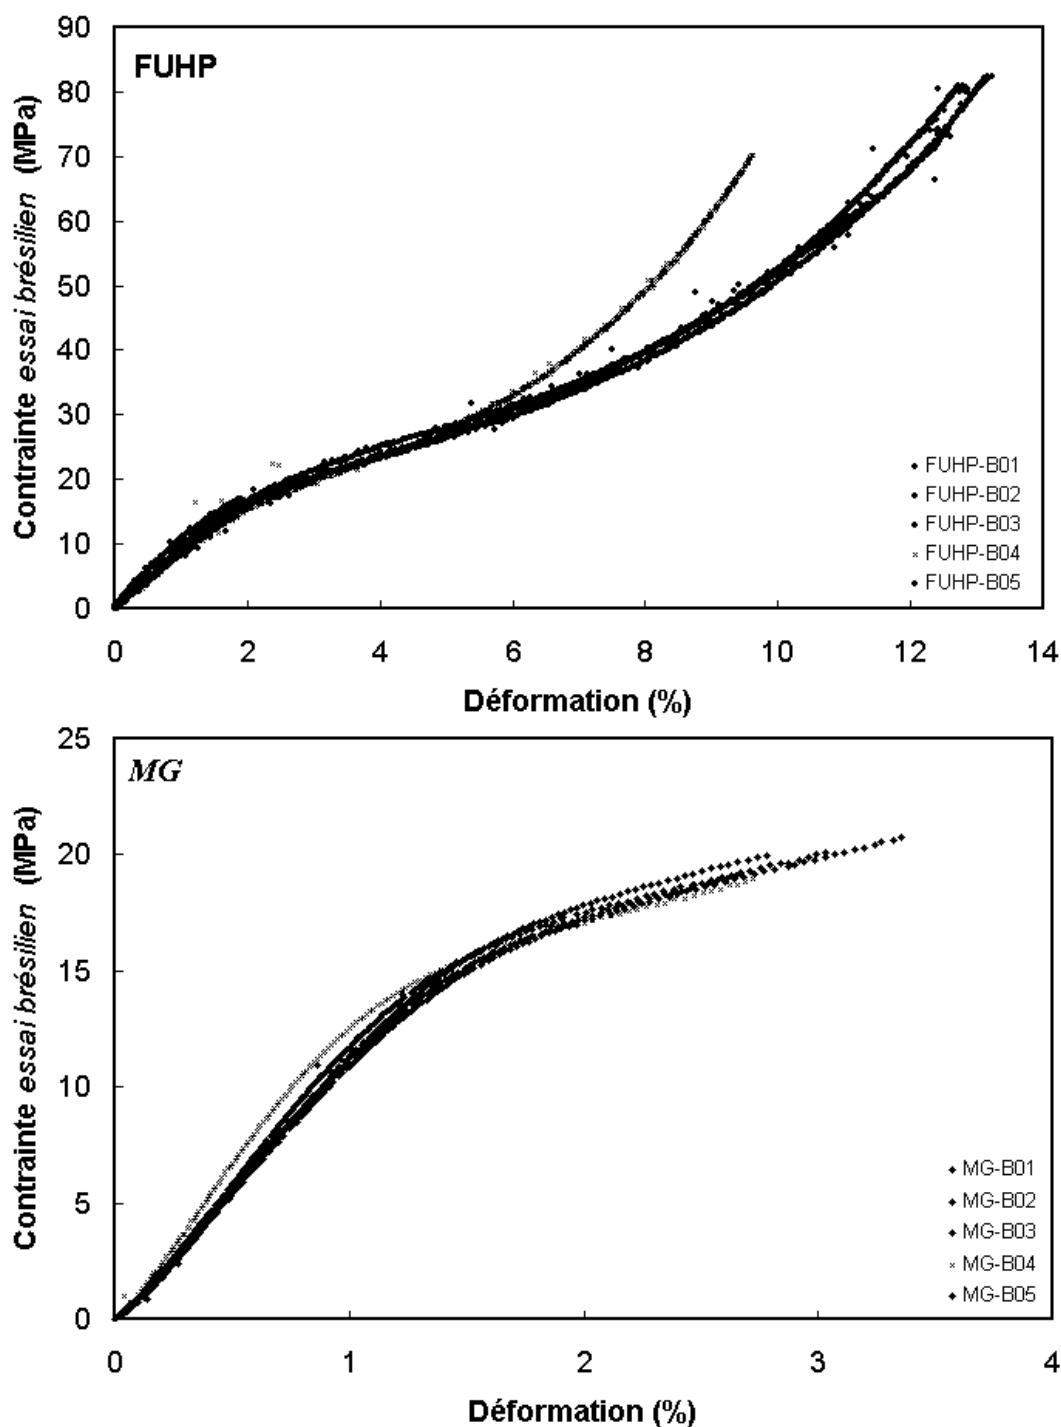 FUHP
Contrainte essai brésilien (MPa)
90
80
70
60
50
40
30
20
10
0
FUHP-B01
FUHP-B02
FUHP-B03
FUHP-B04
FUHP-B05
0 2 4 6 8 10 12 14
Déformation (%)
MG
Contrainte essai brésilien (MPa)
25
20
15
10
5
0
MG-B01
MG-B02
MG-B03
MG-B04
MG-B05
0 1 2 3 4
Déformation (%)